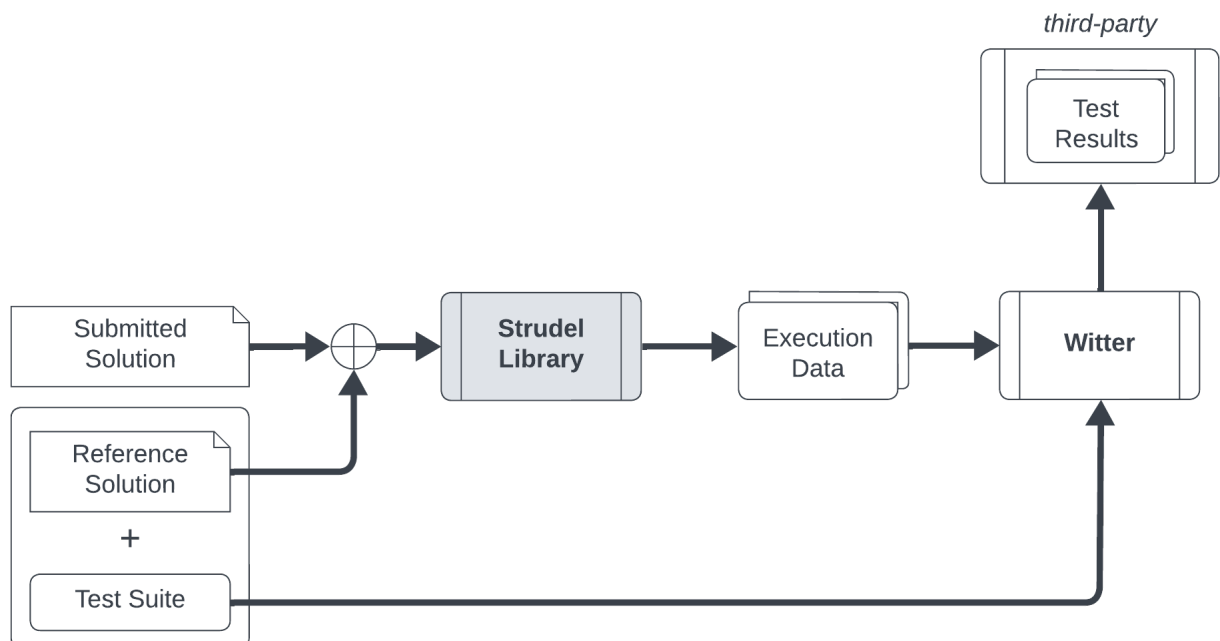 third-party
Test
Results
Submitted
Solution
Strudel
Library
Execution
Data
Witter
Reference
Solution
+
Test Suite